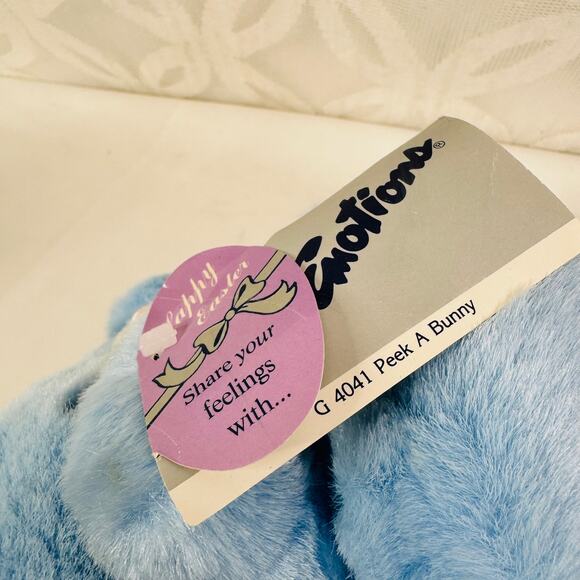 Happy
Easter
Share your
feelings
with...
Emotions®
G 4041 Peek A Bunny